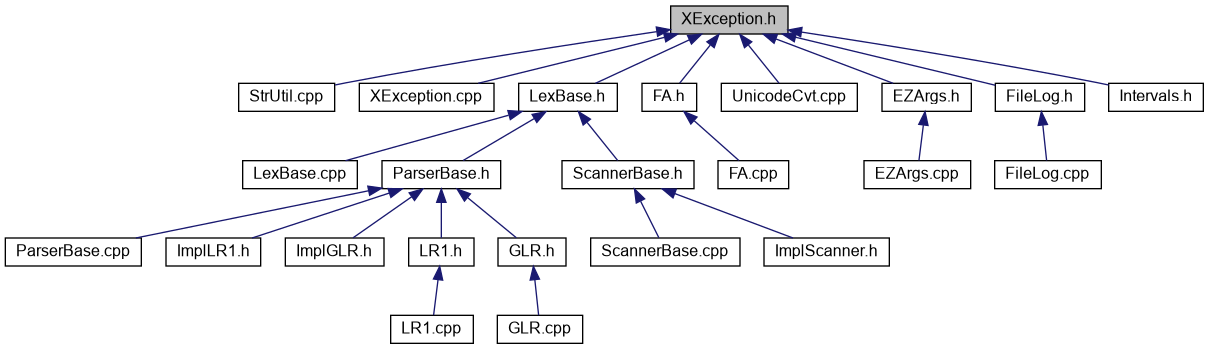 XException.h
StrUtil.cpp
XException.cpp
LexBase.h
FA.h
UnicodeCvt.cpp
EZArgs.h
FileLog.h
Intervals.h
LexBase.cpp
ParserBase.h
ScannerBase.h
FA.cpp
EZArgs.cpp
FileLog.cpp
ParserBase.cpp
ImplLR1.h
ImplGLR.h
LR1.h
GLR.h
ScannerBase.cpp
ImplScanner.h
LR1.cpp
GLR.cpp